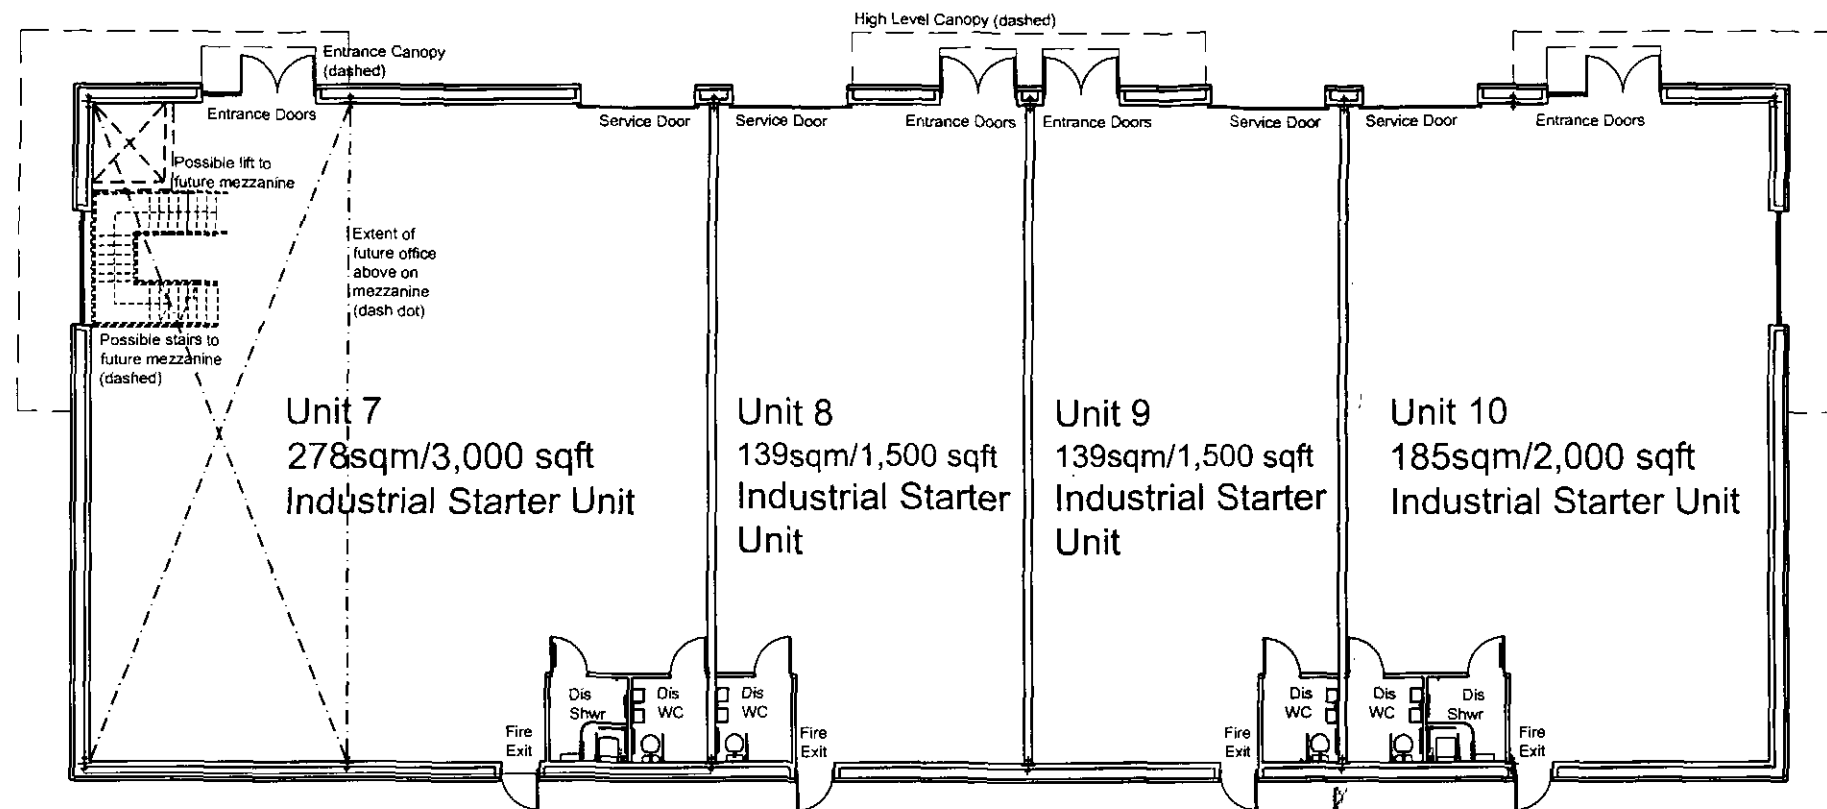 High Level Canopy (dashed)
Entrance Canopy
(dashed)
Entrance Doors
Service Door
Service Door
Entrance Doors
Entrance Doors
Service Door
Service Door
Entrance Doors
Possible lift to
future mezzanine
Extent of
future office
above on
mezzanine
(dash dot)
Possible stairs to
future mezzanine
(dashed)
Unit 7
278sqm/3,000 sqft
Industrial Starter Unit
Unit 8
139sqm/1,500 sqft
Industrial Starter
Unit
Unit 9
139sqm/1,500 sqft
Industrial Starter
Unit
Unit 10
185sqm/2,000 sqft
Industrial Starter Unit
Dis
Shwr
Dis
WC
Dis
WC
Dis
WC
Dis
WC
Dis
Shwr
Fire
Exit
Fire
Exit
Fire
Exit
Fire
Exit